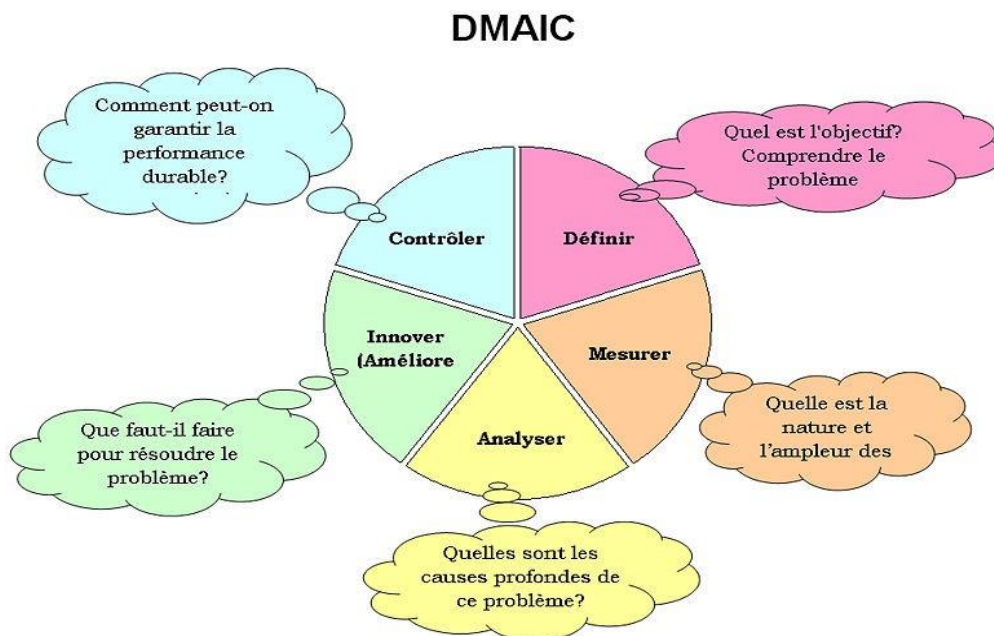 DMAIC
Comment peut-on
garantir la
performance
durable?
Quel est l'objectif?
Comprendre le
problème
Contrôler
Définir
Innover
(Améliore
Mesurer
Analyser
Que faut-il faire
pour résoudre le
problème?
Quelle est la
nature et
l'ampleur des
Quelles sont les
causes profondes de
ce problème?